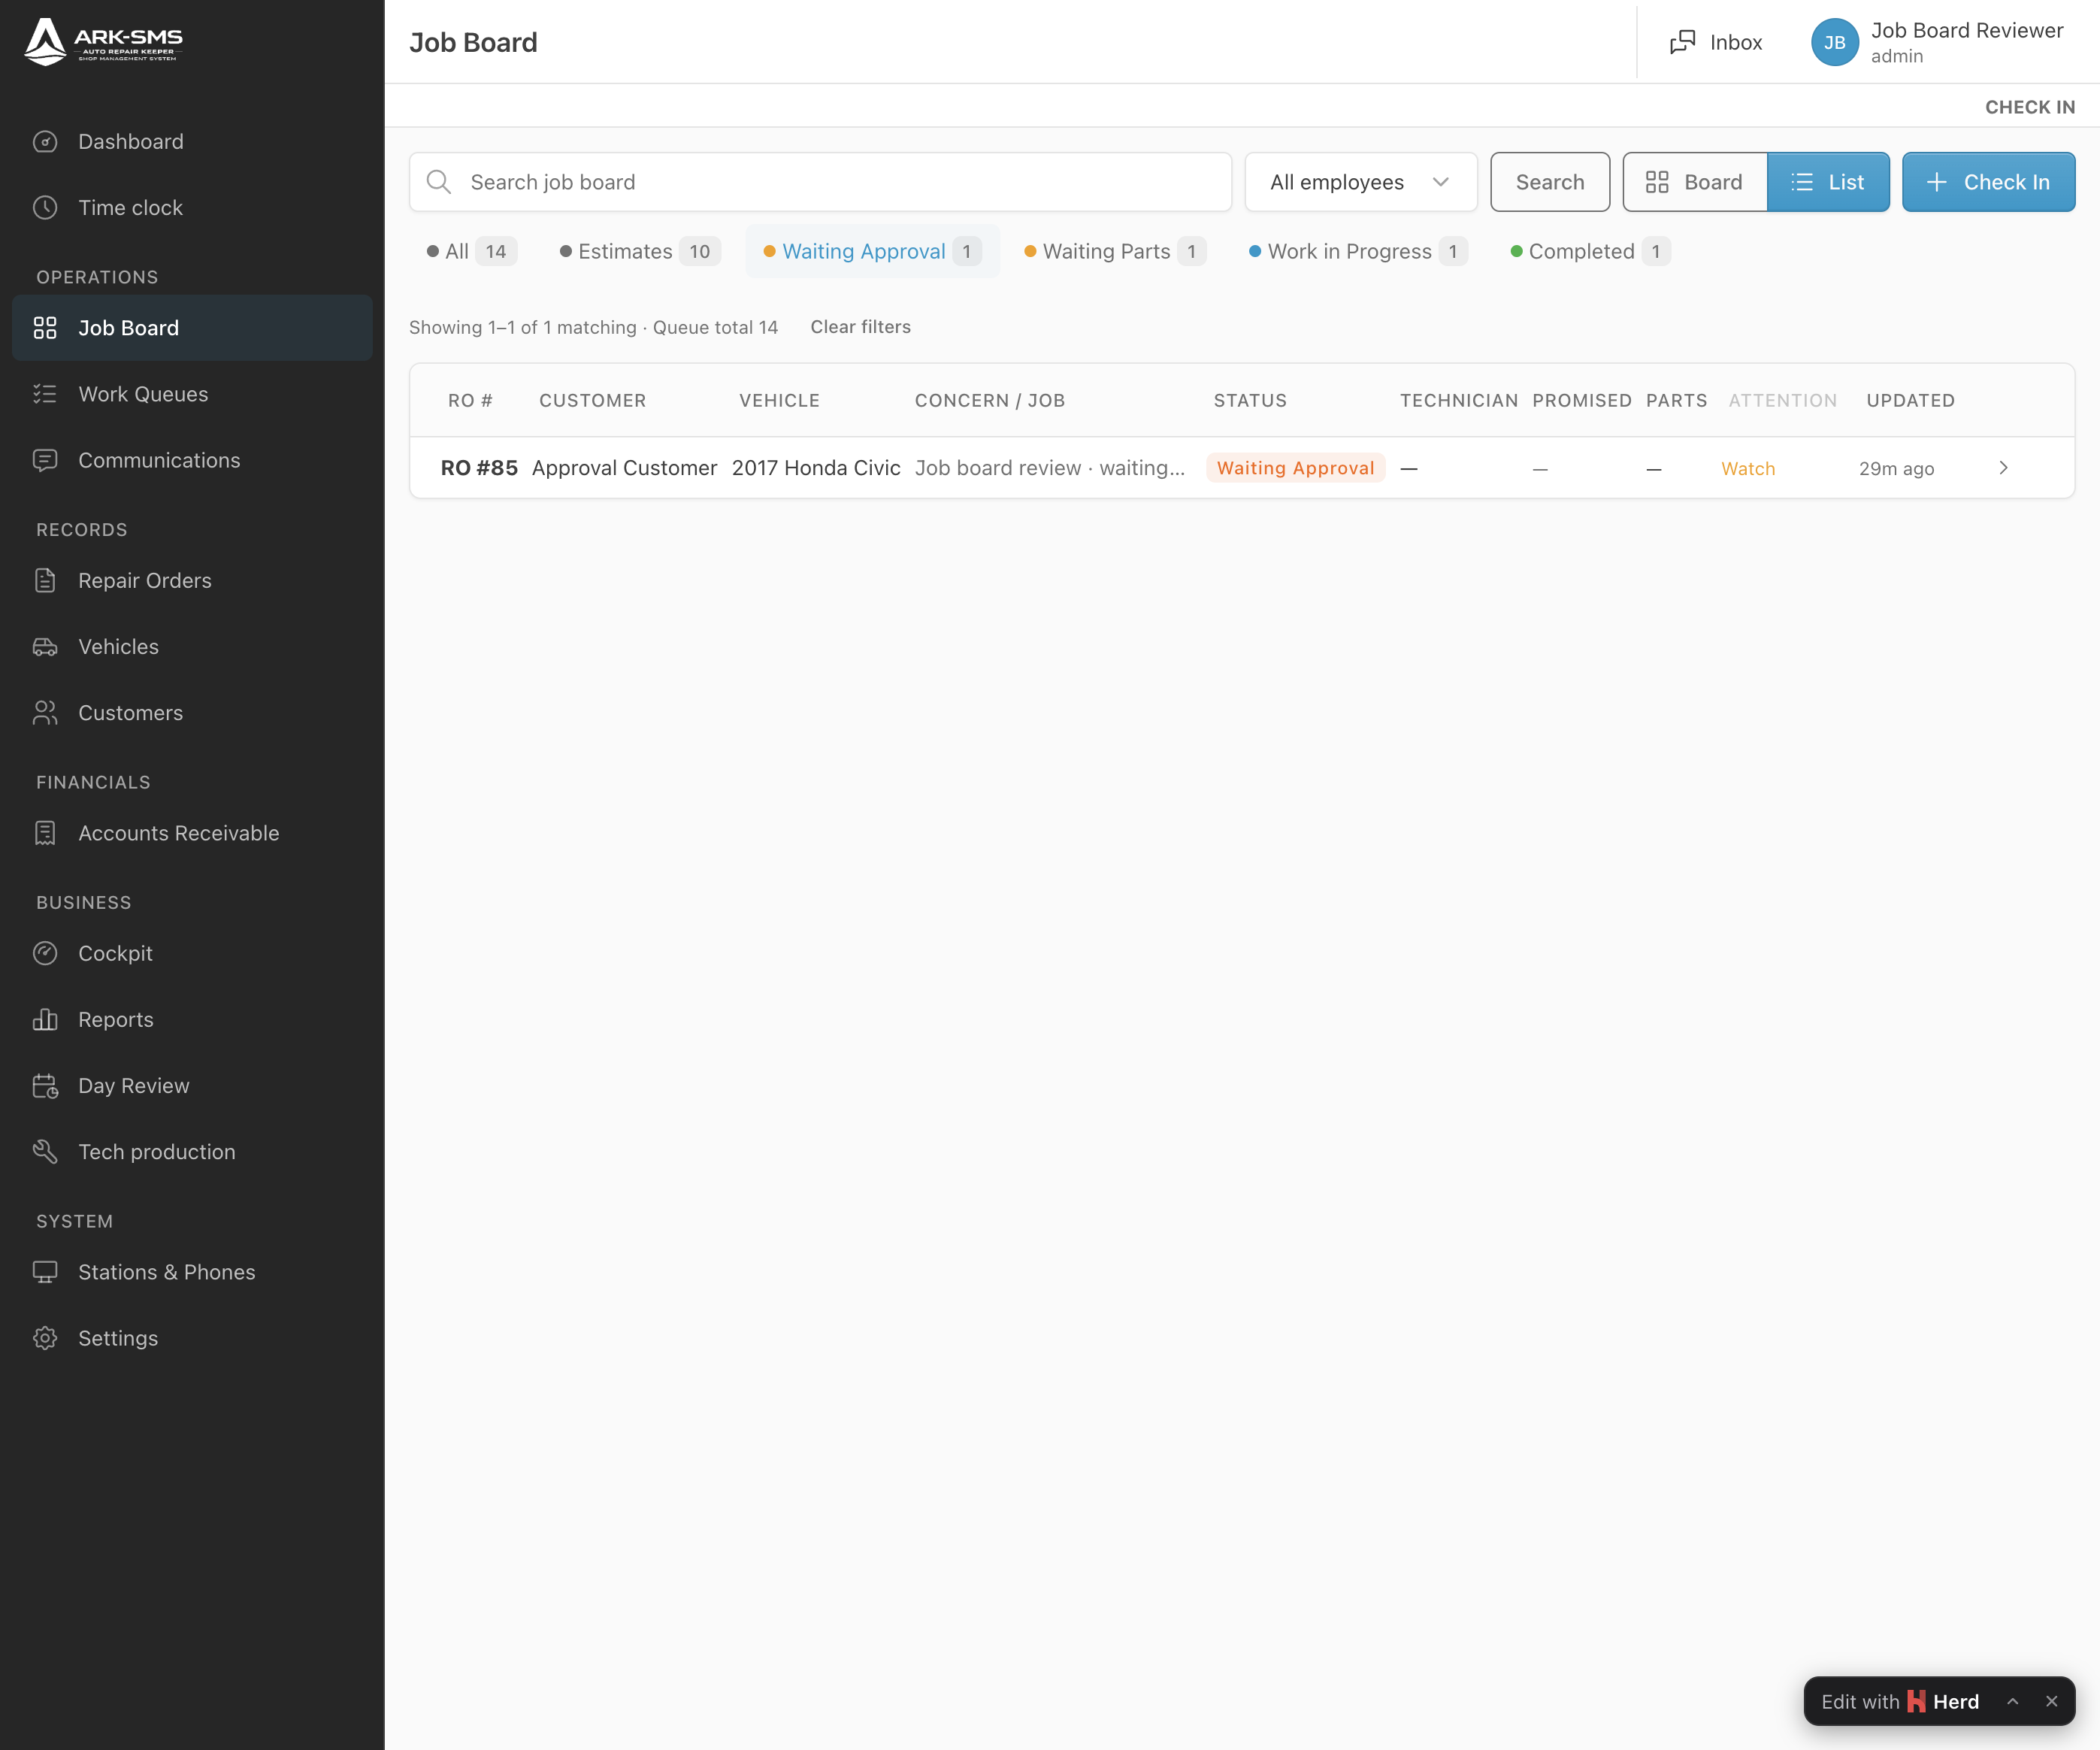 ARK-SMS
AUTO REPAIR KEEPER
SHOP MANAGEMENT SYSTEM
Dashboard
Time clock
OPERATIONS
Job Board
Work Queues
Communications
RECORDS
Repair Orders
Vehicles
Customers
FINANCIALS
Accounts Receivable
BUSINESS
Cockpit
Reports
Day Review
Tech production
SYSTEM
Stations & Phones
Settings
Job Board
Inbox
JB
Job Board Reviewer
admin
CHECK IN
Search job board
All employees
Search
Board
List
Check In
All 14
Estimates 10
Waiting Approval 1
Waiting Parts 1
Work in Progress 1
Completed 1
Showing 1–1 of 1 matching · Queue total 14
Clear filters
RO # CUSTOMER VEHICLE CONCERN / JOB STATUS TECHNICIAN PROMISED PARTS ATTENTION UPDATED
RO #85 Approval Customer 2017 Honda Civic Job board review · waiting... Waiting Approval — — — Watch 29m ago
Edit with Herd